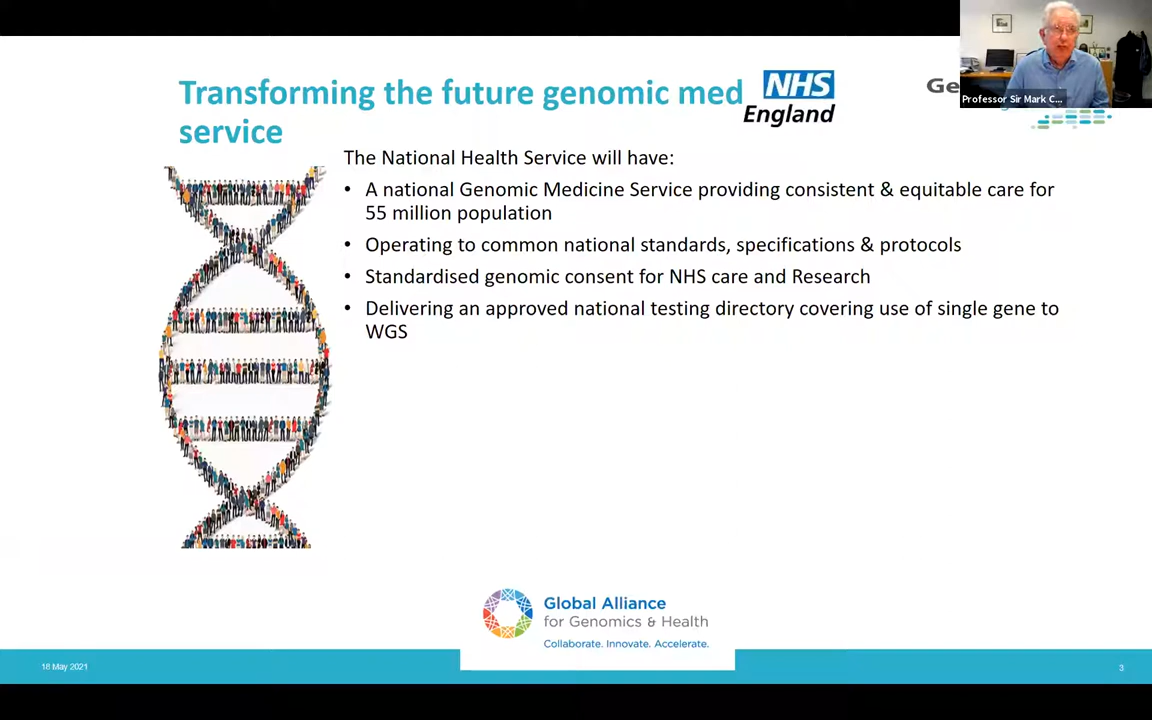 Transforming the future genomic med
service
NHS
England
Ge
Professor Sir Mark C...
The National Health Service will have:
• A national Genomic Medicine Service providing consistent & equitable care for
55 million population
• Operating to common national standards, specifications & protocols
• Standardised genomic consent for NHS care and Research
• Delivering an approved national testing directory covering use of single gene to
WGS
Global Alliance
for Genomics & Health
Collaborate. Innovate. Accelerate.
18 May 2021
3